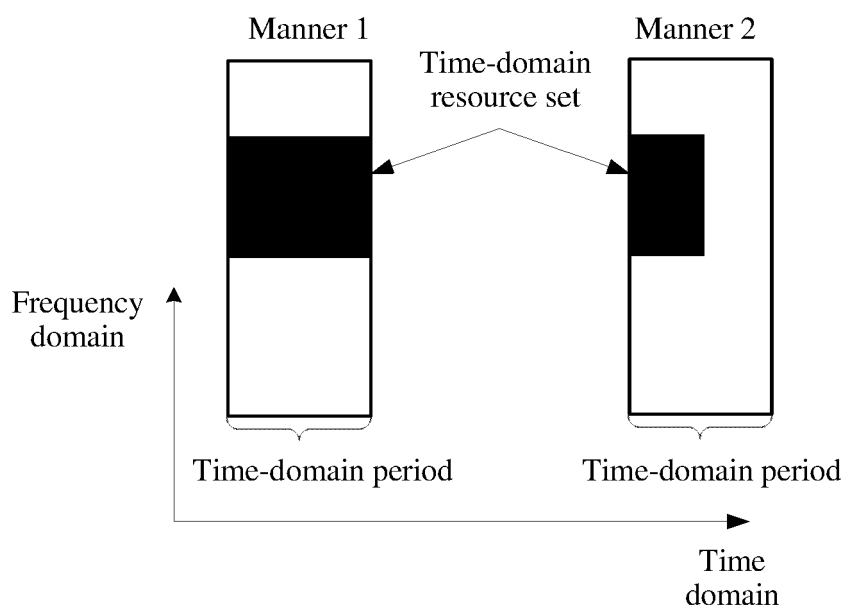 Manner 1
Manner 2
Time-domain
resource set
Frequency
domain
Time-domain period
Time-domain period
Time
domain